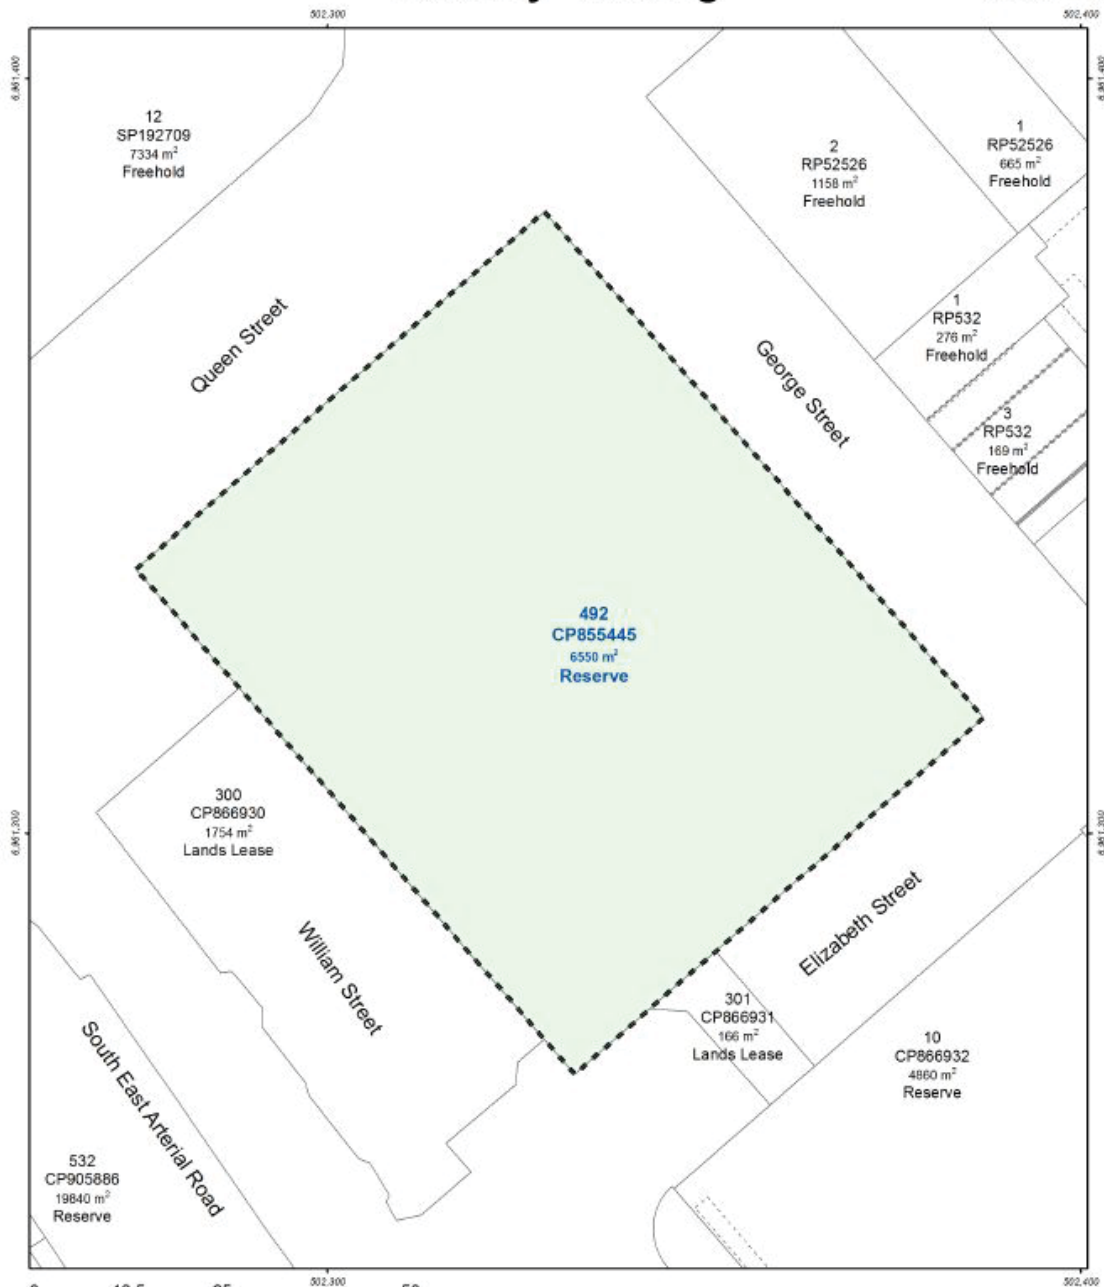 502,300
502,400
6,961,400
6,961,400
12
SP192709
7334 m²
Freehold
2
RP52526
1158 m²
Freehold
1
RP52526
665 m²
Freehold
Queen Street
George Street
1
RP532
276 m²
Freehold
3
RP532
169 m²
Freehold
492
CP855445
6550 m²
Reserve
6,961,300
6,961,300
300
CP866930
1754 m²
Lands Lease
William Street
Elizabeth Street
301
CP866931
166 m²
Lands Lease
10
CP866932
4860 m²
Reserve
South East Arterial Road
532
CP905886
19840 m²
Reserve
502,300
502,400